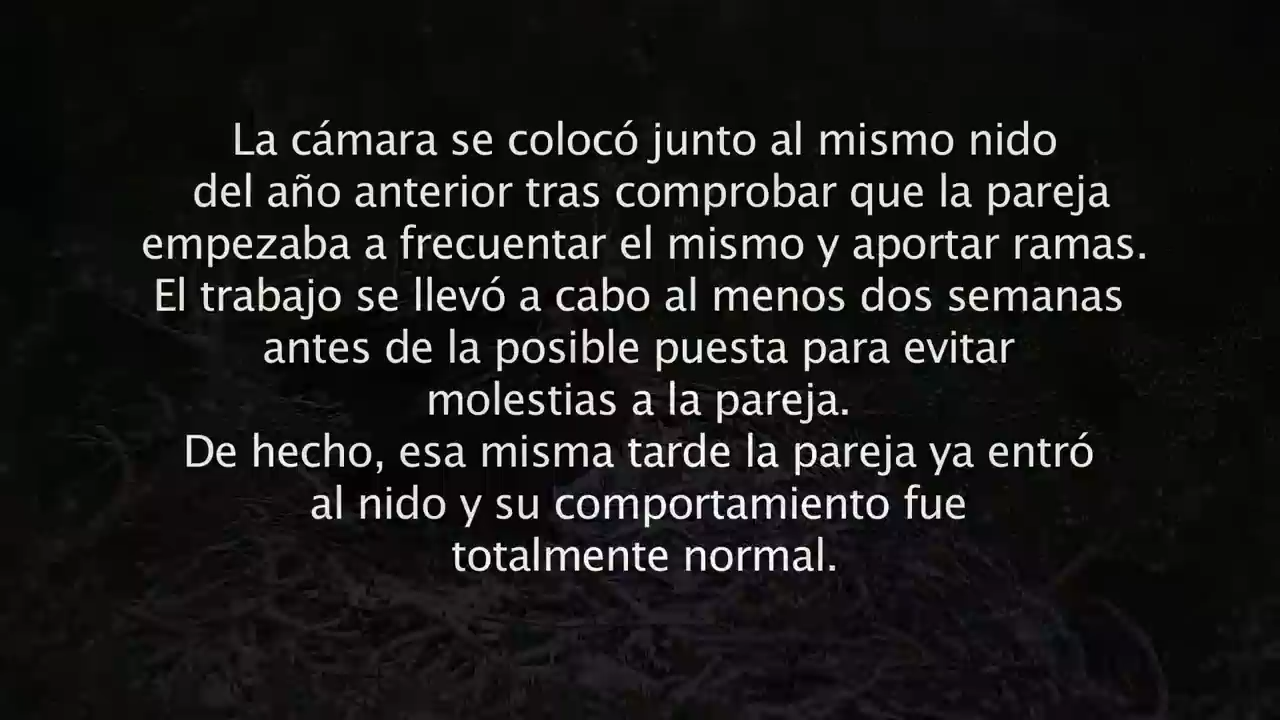 La cámara se colocó junto al mismo nido
del año anterior tras comprobar que la pareja
empezaba a frecuentar el mismo y aportar ramas.
El trabajo se llevó a cabo al menos dos semanas
antes de la posible puesta para evitar
molestias a la pareja.
De hecho, esa misma tarde la pareja ya entró
al nido y su comportamiento fue
totalmente normal.